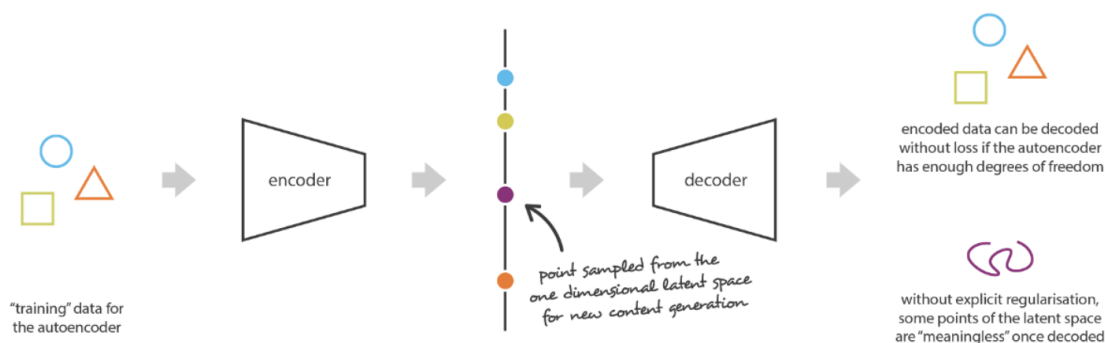 "training" data for
the autoencoder
encoder
point sampled from the
one dimensional latent space
for new content generation
decoder
encoded data can be decoded
without loss if the autoencoder
has enough degrees of freedom
without explicit regularisation,
some points of the latent space
are "meaningless" once decoded